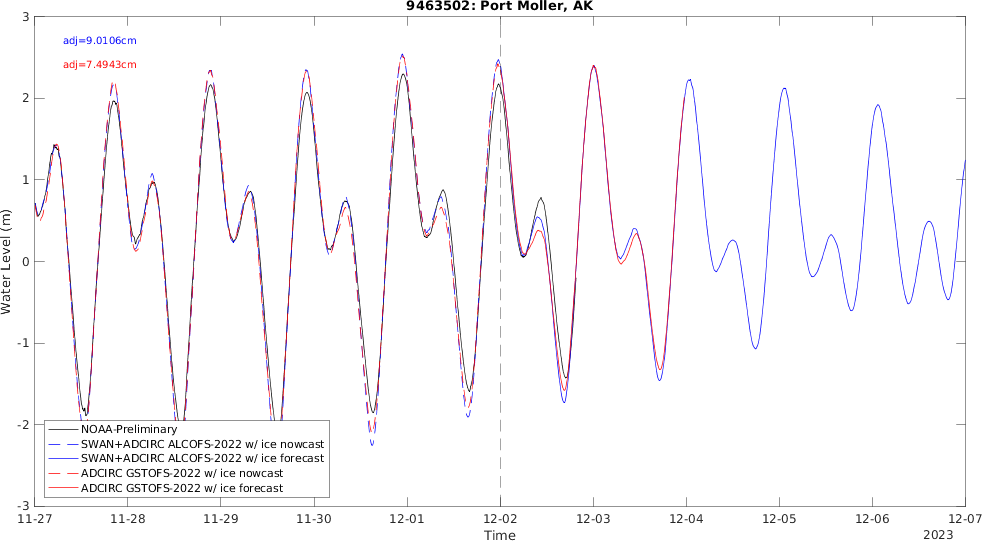 9463502: Port Moller, AK
adj=9.0106cm
adj=7.4943cm
Water Level (m)
3
2
1
0
-1
-2
-3
NOAA-Preliminary
SWAN+ADCIRC ALCOFS-2022 w/ ice nowcast
SWAN+ADCIRC ALCOFS-2022 w/ ice forecast
ADCIRC GSTOFS-2022 w/ ice nowcast
ADCIRC GSTOFS-2022 w/ ice forecast
11-27 11-28 11-29 11-30 12-01 12-02 12-03 12-04 12-05 12-06 12-07
Time
2023